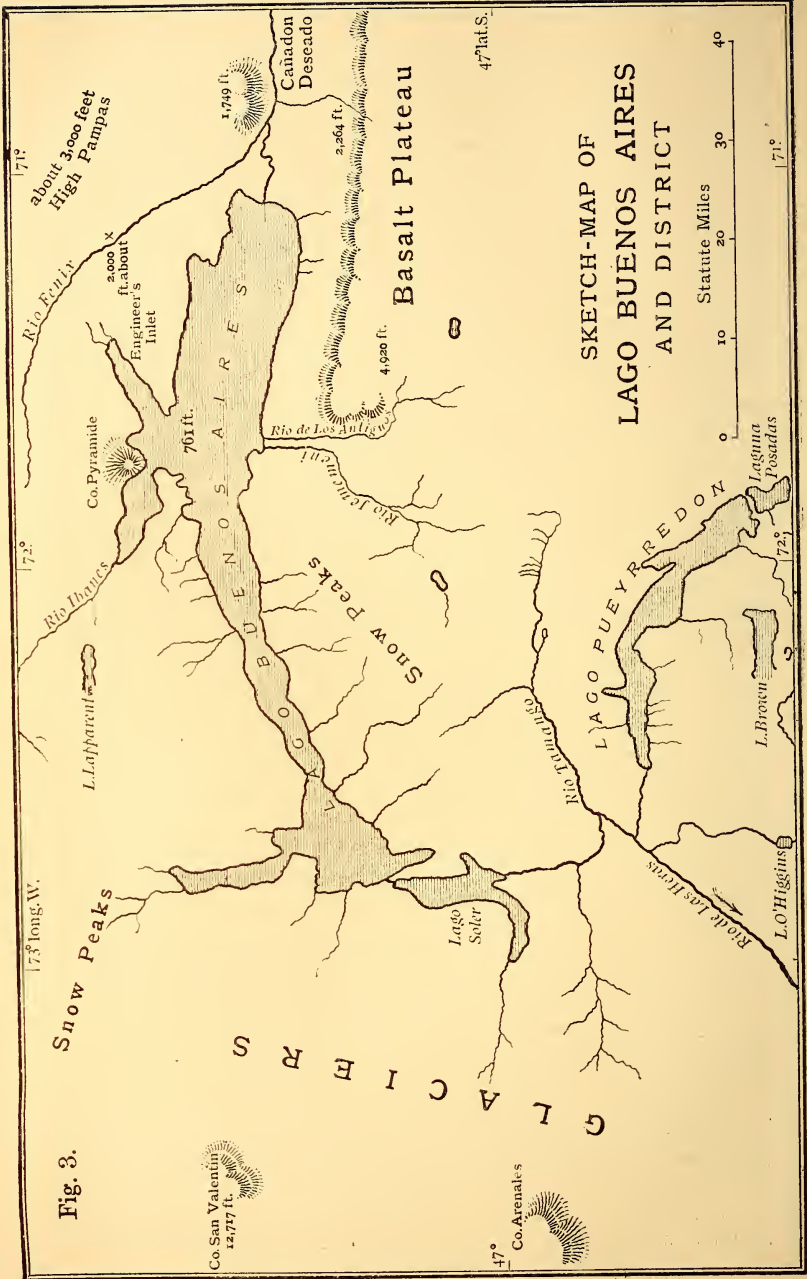 Fig. 3.
Snow Peaks
73° long. W.
72°
71°
about 3,000 feet
High Pampas
Co. San Valentin
12,717 ft.
GLACIERS
L. Lapparent
Rio Ibanes
Co. Pyramide
Rio Fenix
2,000 ×
ft. about
Engineer's
Inlet
1,749 ft.
Cañadon
Deseado
761 ft.
LAGO BUENOS AIRES
2,264 ft.
Basalt Plateau
4,920 ft.
Rio de Los Antiguos
Rio Jeinemeni
Snow Peaks
Lago
Soler
47°
Co. Arenales
47° lat. S.
Rio Tamango
LAGO PUEYRREDON
Rio de Las Heras
L. O'Higgins
L. Brown
Laguna
Posadas
72°
71°
SKETCH-MAP OF
LAGO BUENOS AIRES
AND DISTRICT
Statute Miles
0 10 20 30 40